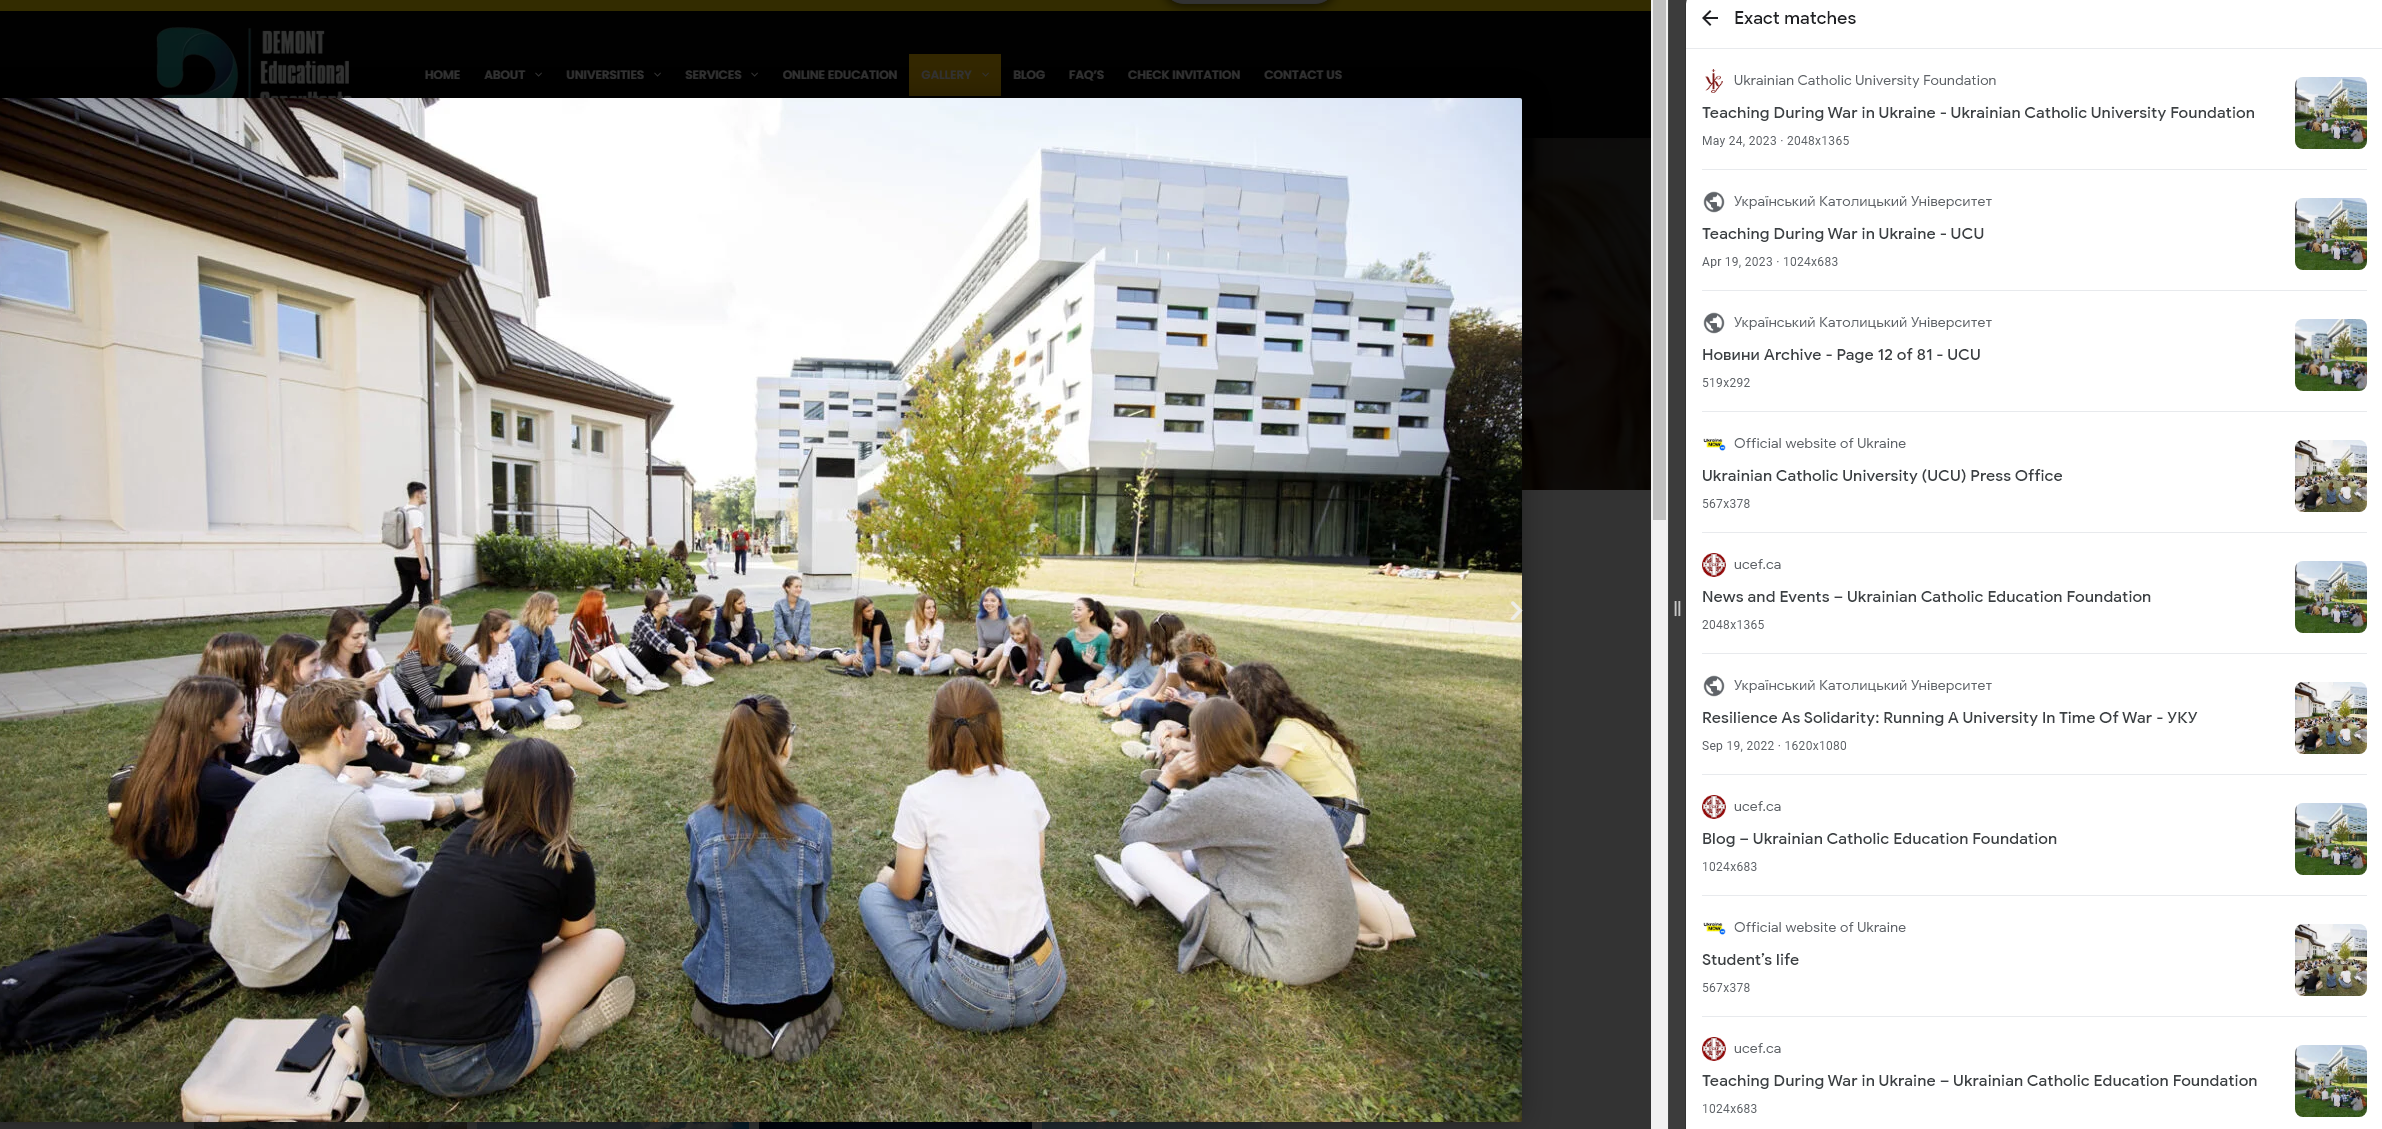 DEMONT
Educational
Consultants
HOME
ABOUT
UNIVERSITIES
SERVICES
ONLINE EDUCATION
GALLERY
BLOG
FAQ'S
CHECK INVITATION
CONTACT US
Exact matches
Ukrainian Catholic University Foundation
Teaching During War in Ukraine - Ukrainian Catholic University Foundation
May 24, 2023 · 2048x1365
Український Католицький Університет
Teaching During War in Ukraine - UCU
Apr 19, 2023 · 1024x683
Український Католицький Університет
Новини Archive - Page 12 of 81 - UCU
519x292
Official website of Ukraine
Ukrainian Catholic University (UCU) Press Office
567x378
ucef.ca
News and Events – Ukrainian Catholic Education Foundation
2048x1365
Український Католицький Університет
Resilience As Solidarity: Running A University In Time Of War - УКУ
Sep 19, 2022 · 1620x1080
ucef.ca
Blog – Ukrainian Catholic Education Foundation
1024x683
Official website of Ukraine
Student’s life
567x378
ucef.ca
Teaching During War in Ukraine – Ukrainian Catholic Education Foundation
1024x683